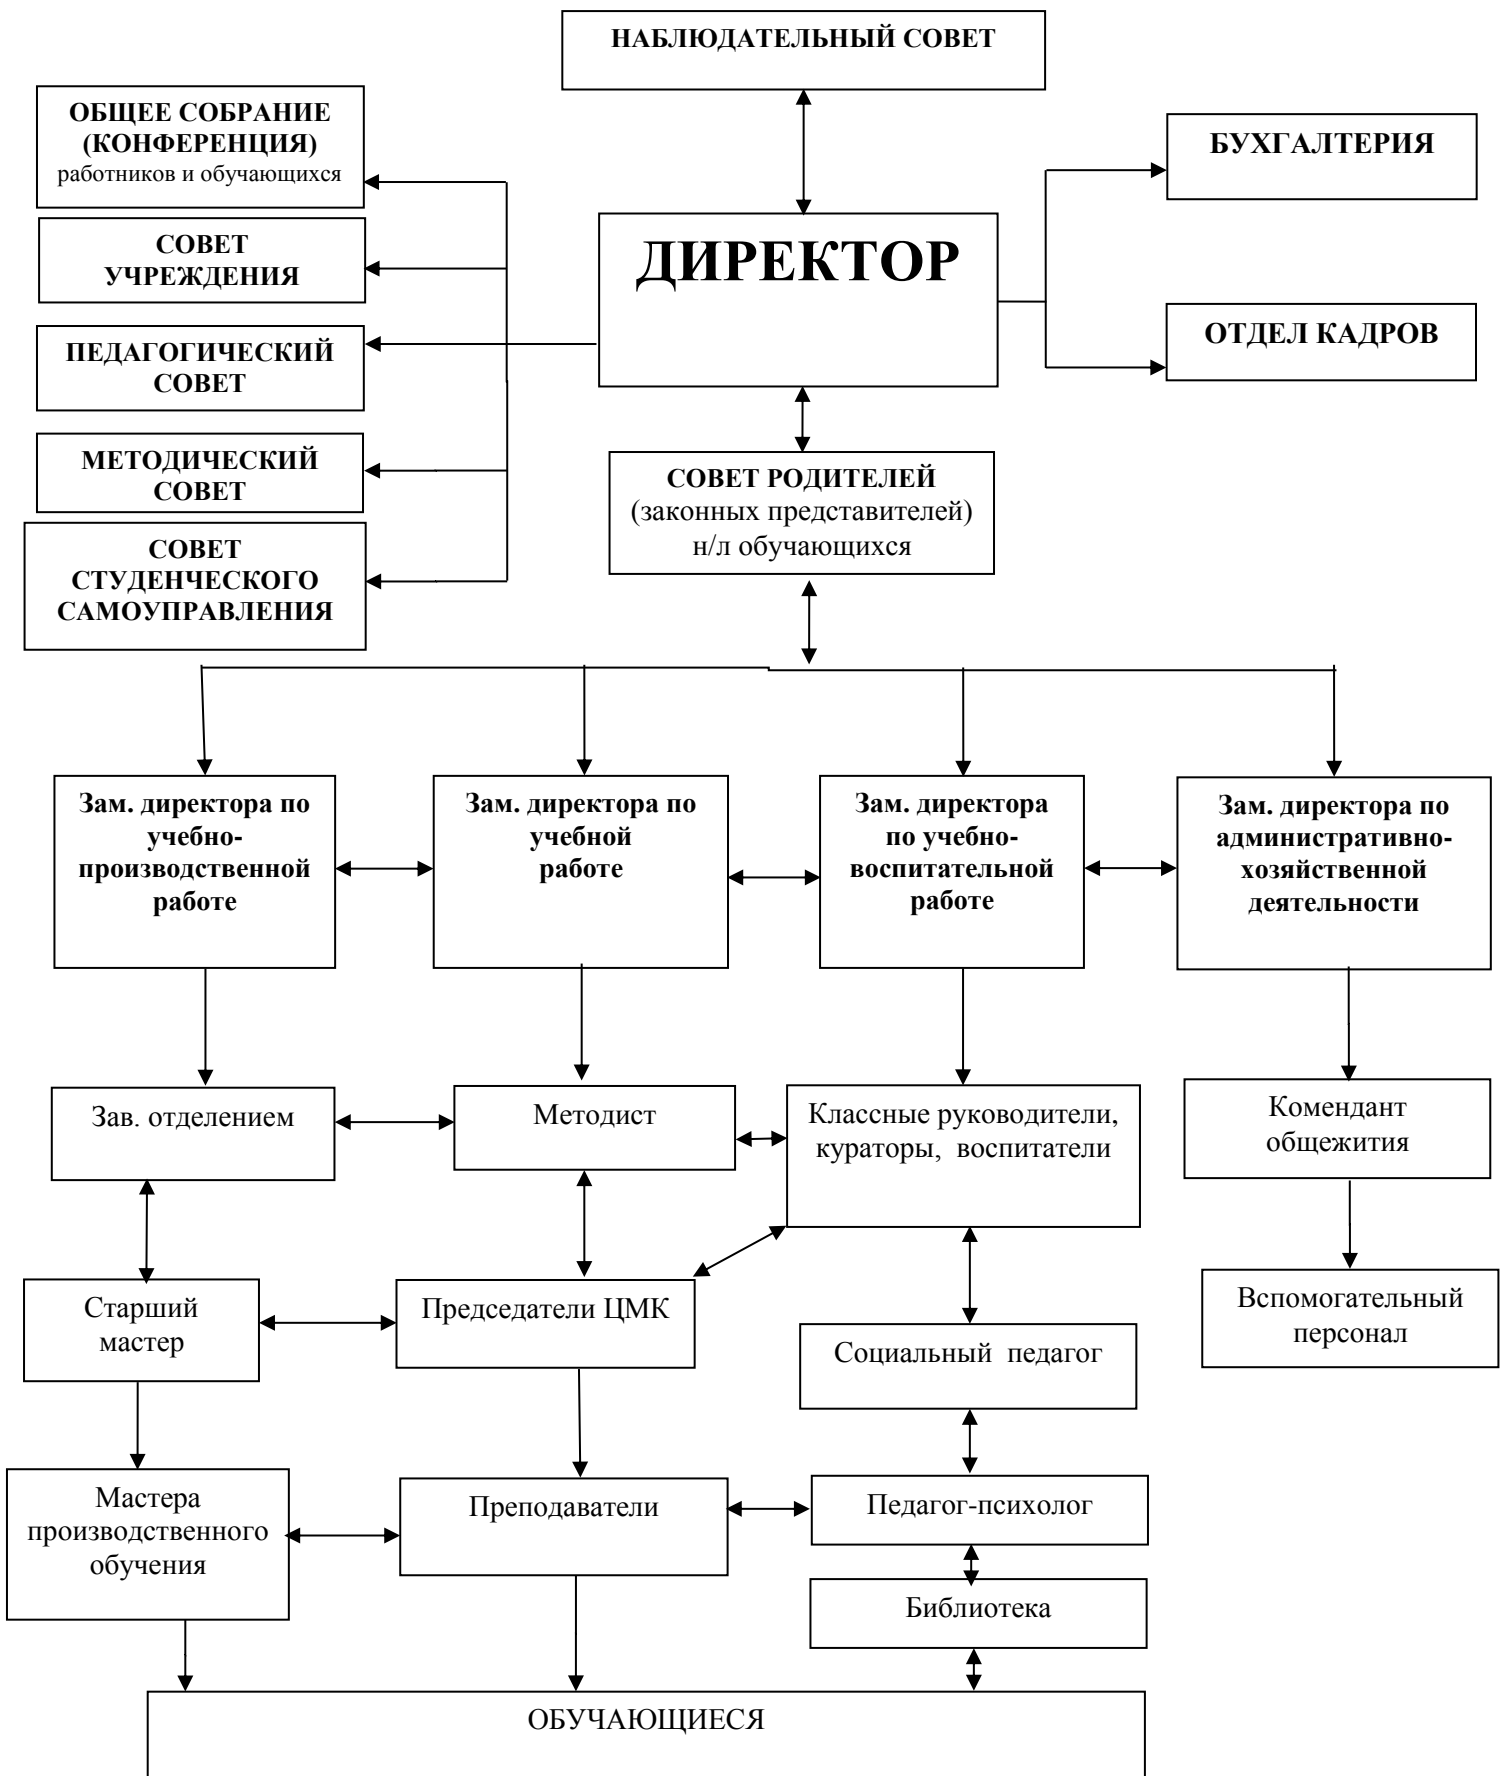 НАБЛЮДАТЕЛЬНЫЙ СОВЕТ
ОБЩЕЕ СОБРАНИЕ
(КОНФЕРЕНЦИЯ)
работников и обучающихся
БУХГАЛТЕРИЯ
СОВЕТ
УЧРЕЖДЕНИЯ
ДИРЕКТОР
ОТДЕЛ КАДРОВ
ПЕДАГОГИЧЕСКИЙ
СОВЕТ
МЕТОДИЧЕСКИЙ
СОВЕТ
СОВЕТ РОДИТЕЛЕЙ
(законных представителей)
н/л обучающихся
СОВЕТ
СТУДЕНЧЕСКОГО
САМОУПРАВЛЕНИЯ
Зам. директора по
учебно-
производственной
работе
Зам. директора по
учебной
работе
Зам. директора
по учебно-
воспитательной
работе
Зам. директора по
административно-
хозяйственной
деятельности
Зав. отделением
Методист
Классные руководители,
кураторы, воспитатели
Комендант
общежития
Старший
мастер
Председатели ЦМК
Социальный педагог
Вспомогательный
персонал
Мастера
производственного
обучения
Преподаватели
Педагог-психолог
Библиотека
ОБУЧАЮЩИЕСЯ